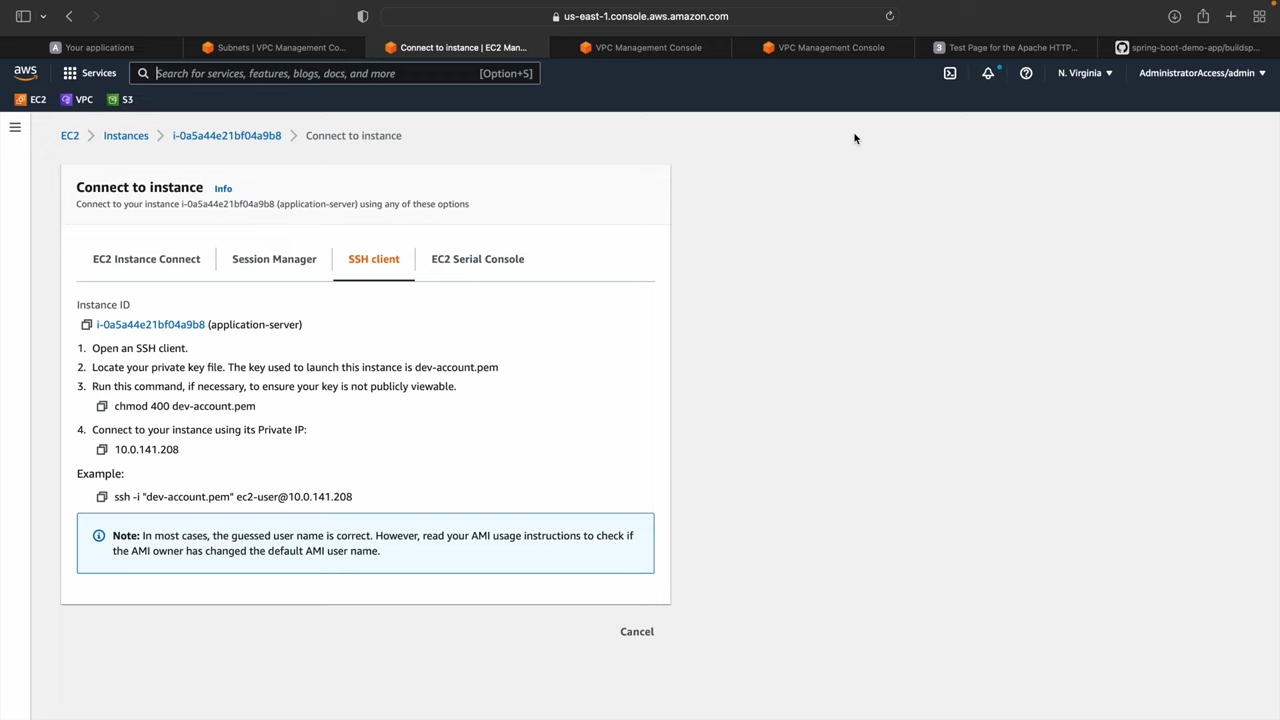 us-east-1.console.aws.amazon.com
Your applications
Subnets | VPC Management Co...
Connect to instance | EC2 Man...
VPC Management Console
VPC Management Console
Test Page for the Apache HTTP...
spring-boot-demo-app/buildsp...
aws
Services
Search for services, features, blogs, docs, and more
[Option+S]
N. Virginia
AdministratorAccess/admin
EC2
VPC
S3
EC2
Instances
i-0a5a44e21bf04a9b8
Connect to instance
Connect to instance Info
Connect to your instance i-0a5a44e21bf04a9b8 (application-server) using any of these options
EC2 Instance Connect
Session Manager
SSH client
EC2 Serial Console
Instance ID
i-0a5a44e21bf04a9b8 (application-server)
1. Open an SSH client.
2. Locate your private key file. The key used to launch this instance is dev-account.pem
3. Run this command, if necessary, to ensure your key is not publicly viewable.
chmod 400 dev-account.pem
4. Connect to your instance using its Private IP:
10.0.141.208
Example:
ssh -i "dev-account.pem" ec2-user@10.0.141.208
Note: In most cases, the guessed user name is correct. However, read your AMI usage instructions to check if
the AMI owner has changed the default AMI user name.
Cancel